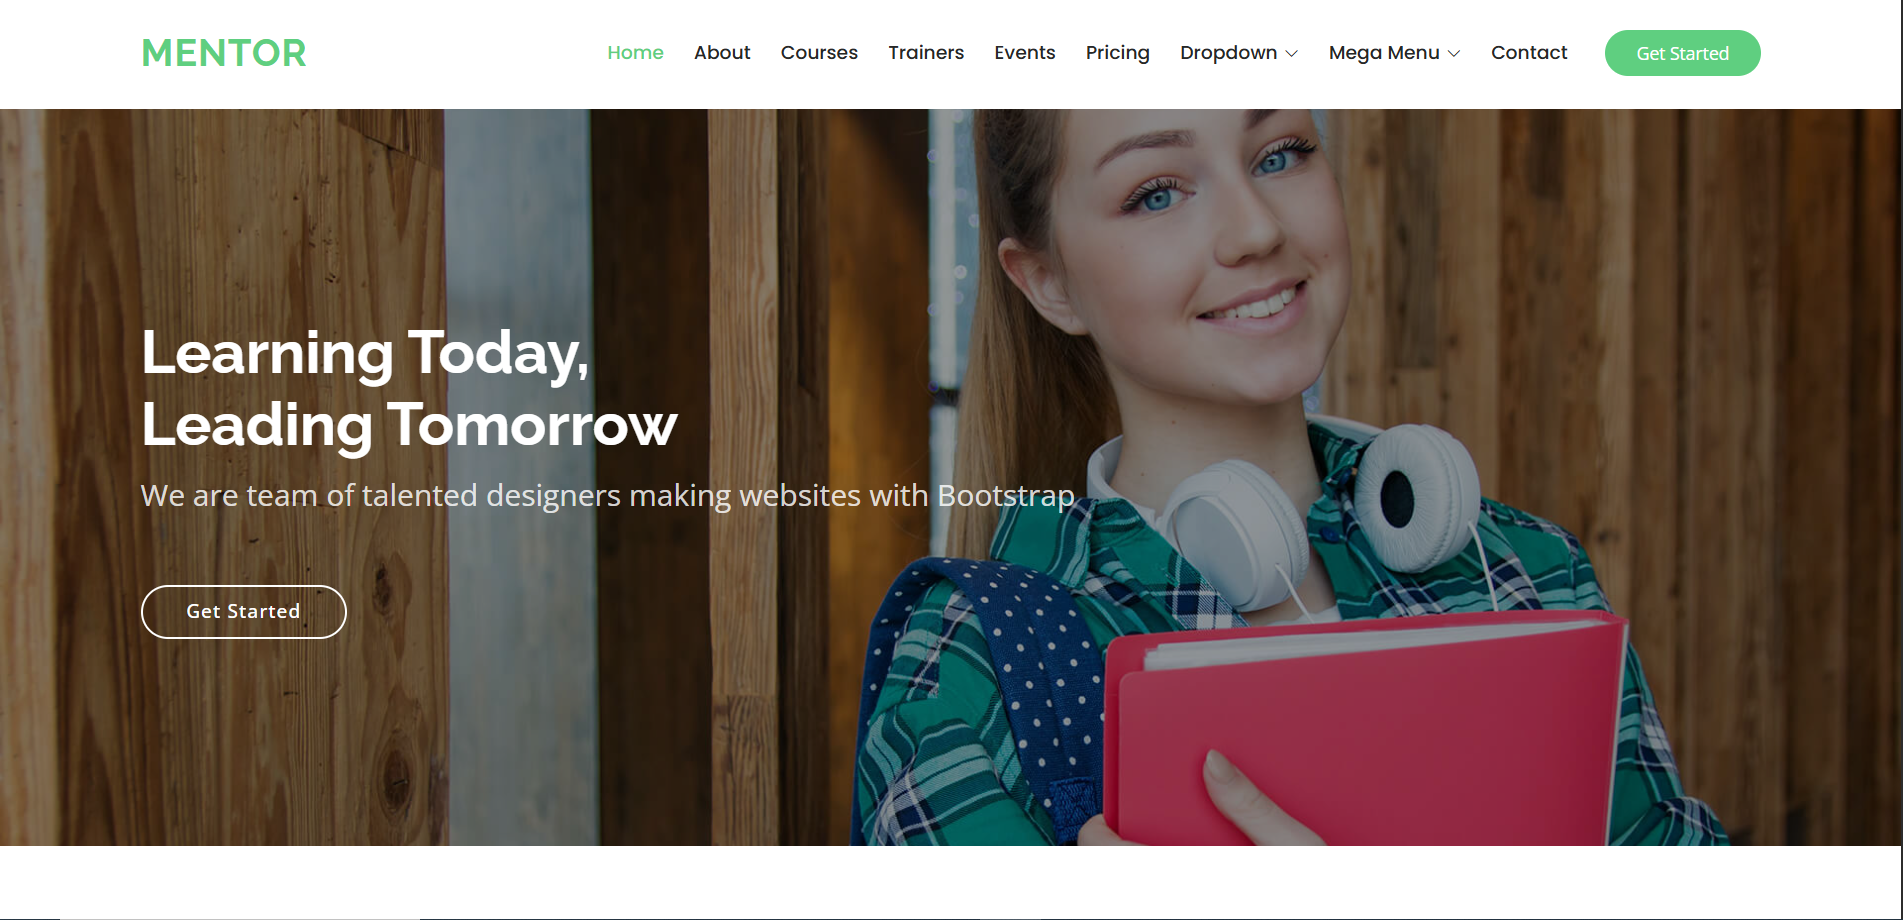 MENTOR
Home About Courses Trainers Events Pricing Dropdown Mega Menu Contact Get Started
Learning Today,
Leading Tomorrow
We are team of talented designers making websites with Bootstrap
Get Started